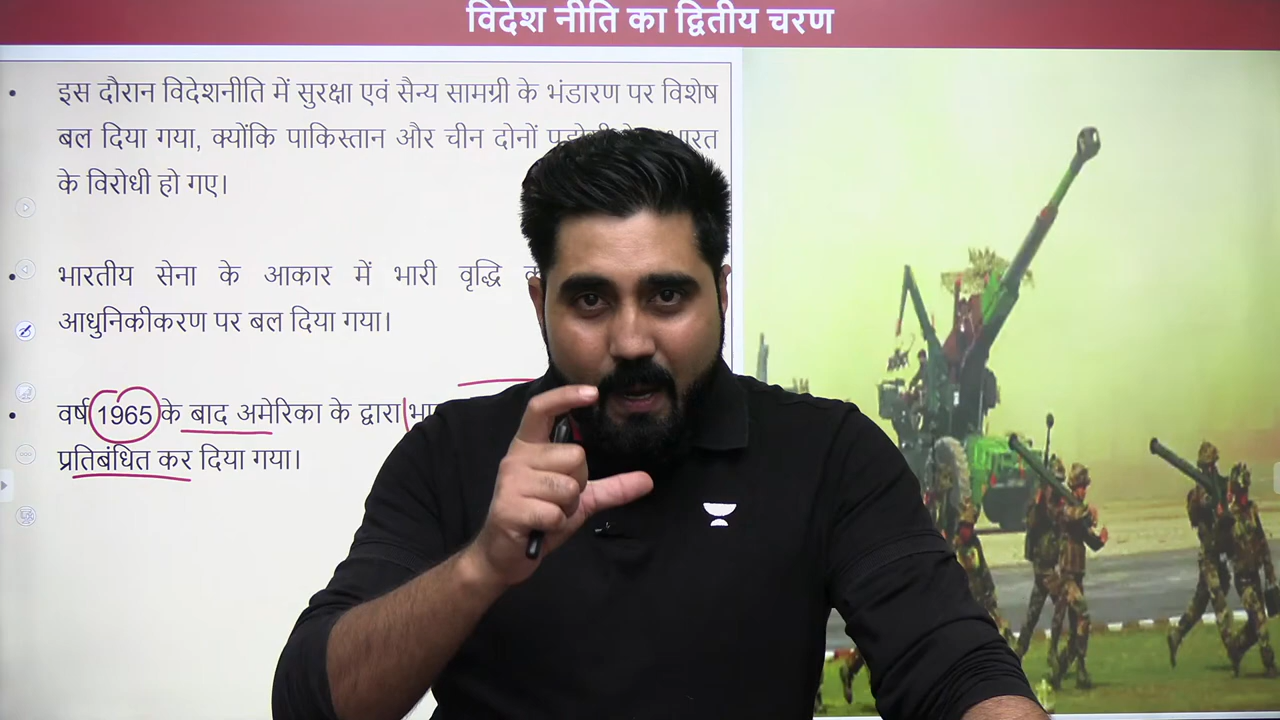 विदेश नीति का द्वितीय चरण
इस दौरान विदेशनीति में सुरक्षा एवं सैन्य सामग्री के भंडारण पर विशेष
बल दिया गया, क्योंकि पाकिस्तान और चीन दोनों
के विरोधी हो गए।
भारतीय सेना के आकार में भारी वृद्धि
आधुनिकीकरण पर बल दिया गया।
वर्ष 1965 के बाद अमेरिका के द्वारा
प्रतिबंधित कर दिया गया।